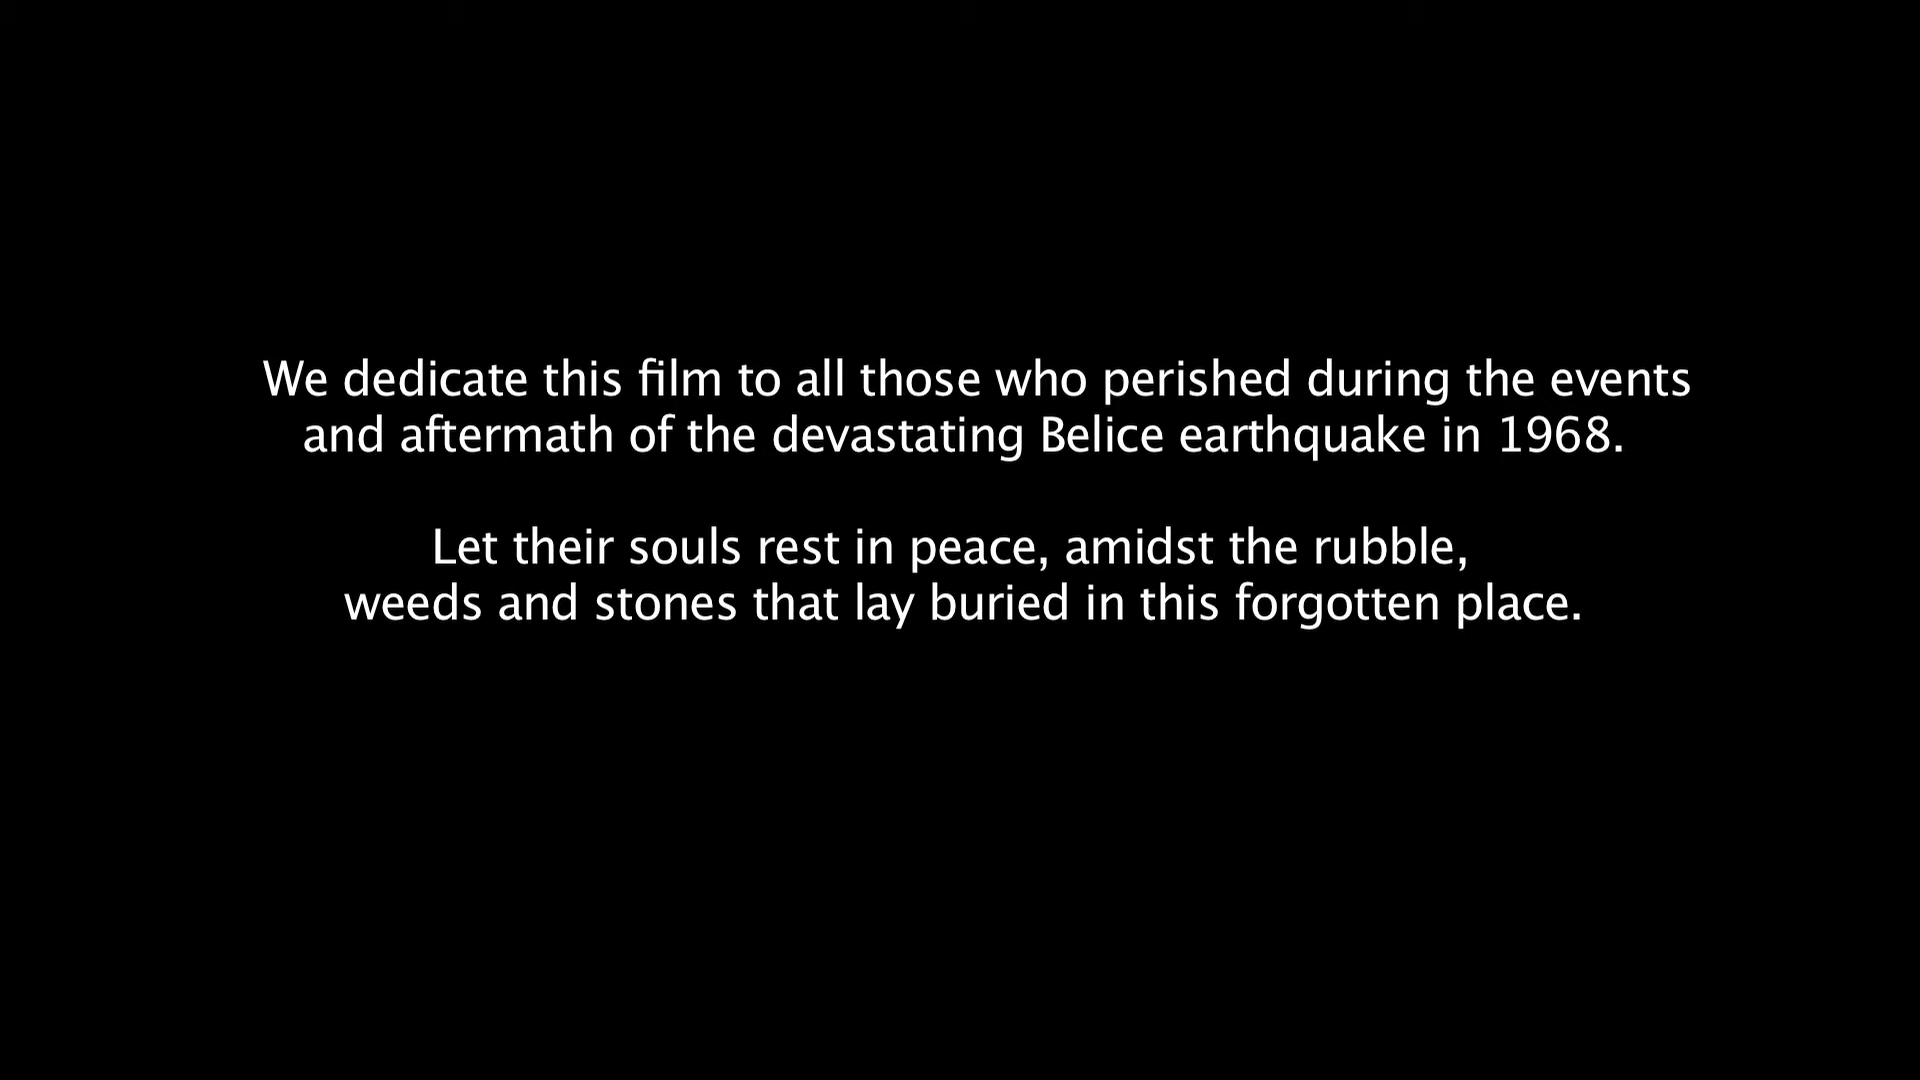 We dedicate this film to all those who perished during the events
and aftermath of the devastating Belice earthquake in 1968.
Let their souls rest in peace, amidst the rubble,
weeds and stones that lay buried in this forgotten place.